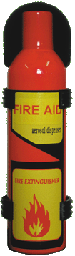 FIRE AID
aerosol dispenser
FIRE EXTINGUISHER